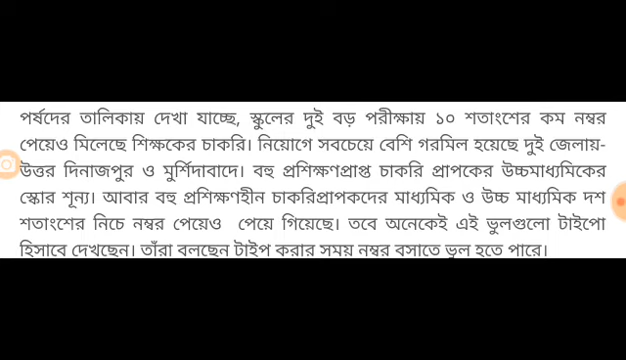 পর্ষদের তালিকায় দেখা যাচ্ছে, স্কুলের দুই বড় পরীক্ষায় ১০ শতাংশের কম নম্বর
পেয়েও মিলেছে শিক্ষকের চাকরি। নিয়োগে সবচেয়ে বেশি গরমিল হয়েছে দুই জেলায়-
উত্তর দিনাজপুর ও মুর্শিদাবাদে। বহু প্রশিক্ষণপ্রাপ্ত চাকরি প্রাপকের উচ্চমাধ্যমিকের
স্কোর শূন্য। আবার বহু প্রশিক্ষণহীন চাকরিপ্রাপকদের মাধ্যমিক ও উচ্চ মাধ্যমিক দশ
শতাংশের নিচে নম্বর পেয়েও পেয়ে গিয়েছে। তবে অনেকেই এই ভুলগুলো টাইপো
হিসাবে দেখছেন। তাঁরা বলছেন টাইপ করার সময় নম্বর বসাতে ভুল হতে পারে।